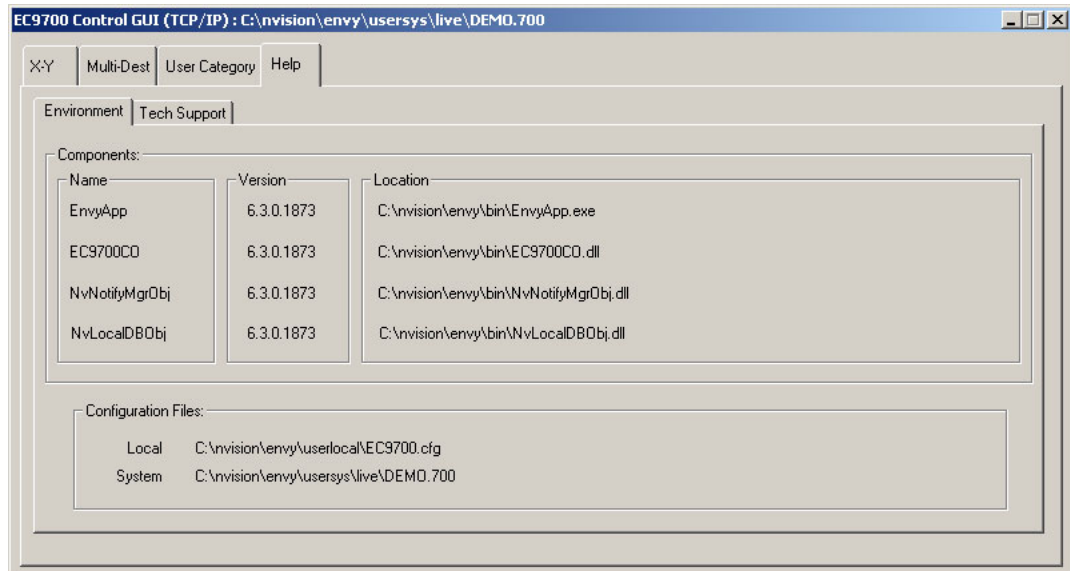 EC9700 Control GUI (TCP/IP) : C:\nvision\envy\usersys\live\DEMO.700
X-Y Multi-Dest User Category Help
Environment Tech Support
Components:
Name Version Location
EnvyApp 6.3.0.1873 C:\nvision\envy\bin\EnvyApp.exe
EC9700CO 6.3.0.1873 C:\nvision\envy\bin\EC9700CO.dll
NvNotifyMgrObj 6.3.0.1873 C:\nvision\envy\bin\NvNotifyMgrObj.dll
NvLocalDBObj 6.3.0.1873 C:\nvision\envy\bin\NvLocalDBObj.dll
Configuration Files:
Local C:\nvision\envy\userlocal\EC9700.cfg
System C:\nvision\envy\usersys\live\DEMO.700